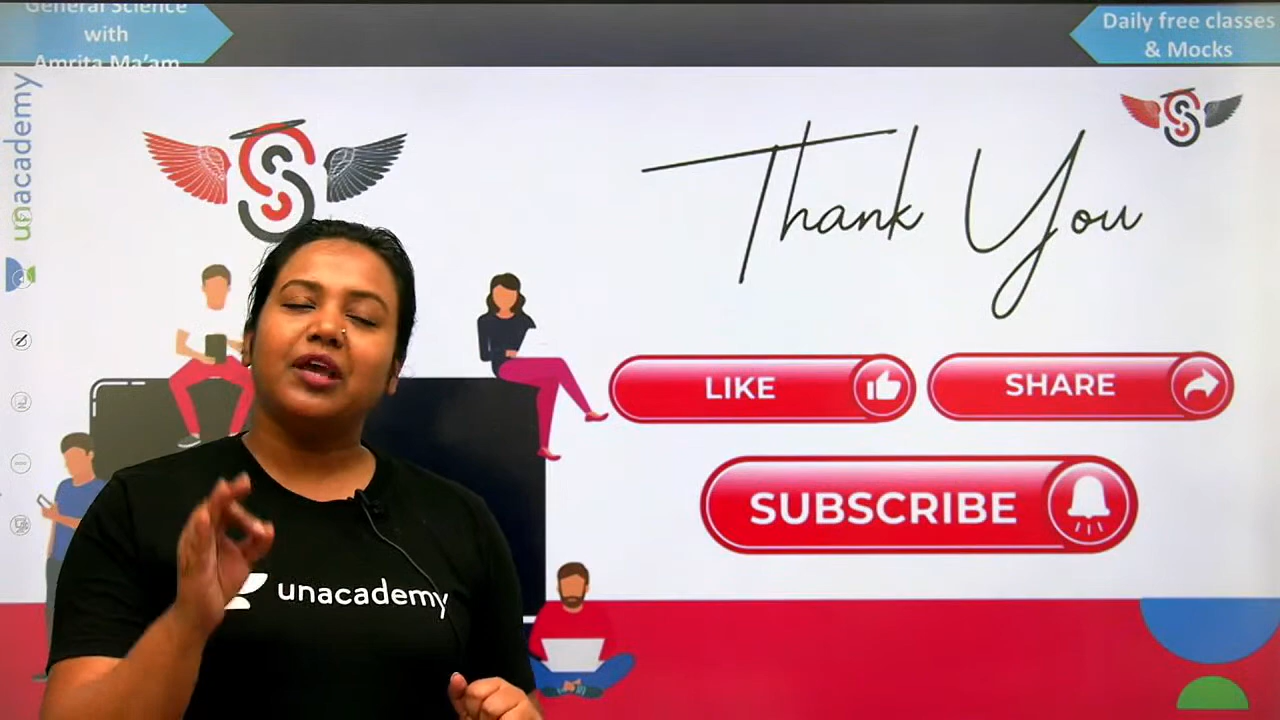 General Science
with
Amrita Ma'am
Daily free classes
& Mocks
unacademy
Thank You
LIKE
SHARE
SUBSCRIBE
unacademy